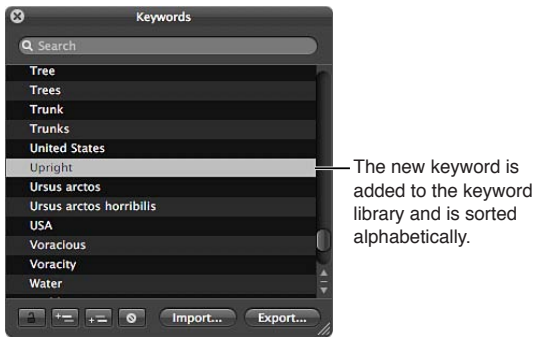 Keywords
Search
Tree
Trees
Trunk
Trunks
United States
Upright
Ursus arctos
Ursus arctos horribilis
USA
Voracious
Voracity
Water
Import...
Export...
The new keyword is
added to the keyword
library and is sorted
alphabetically.